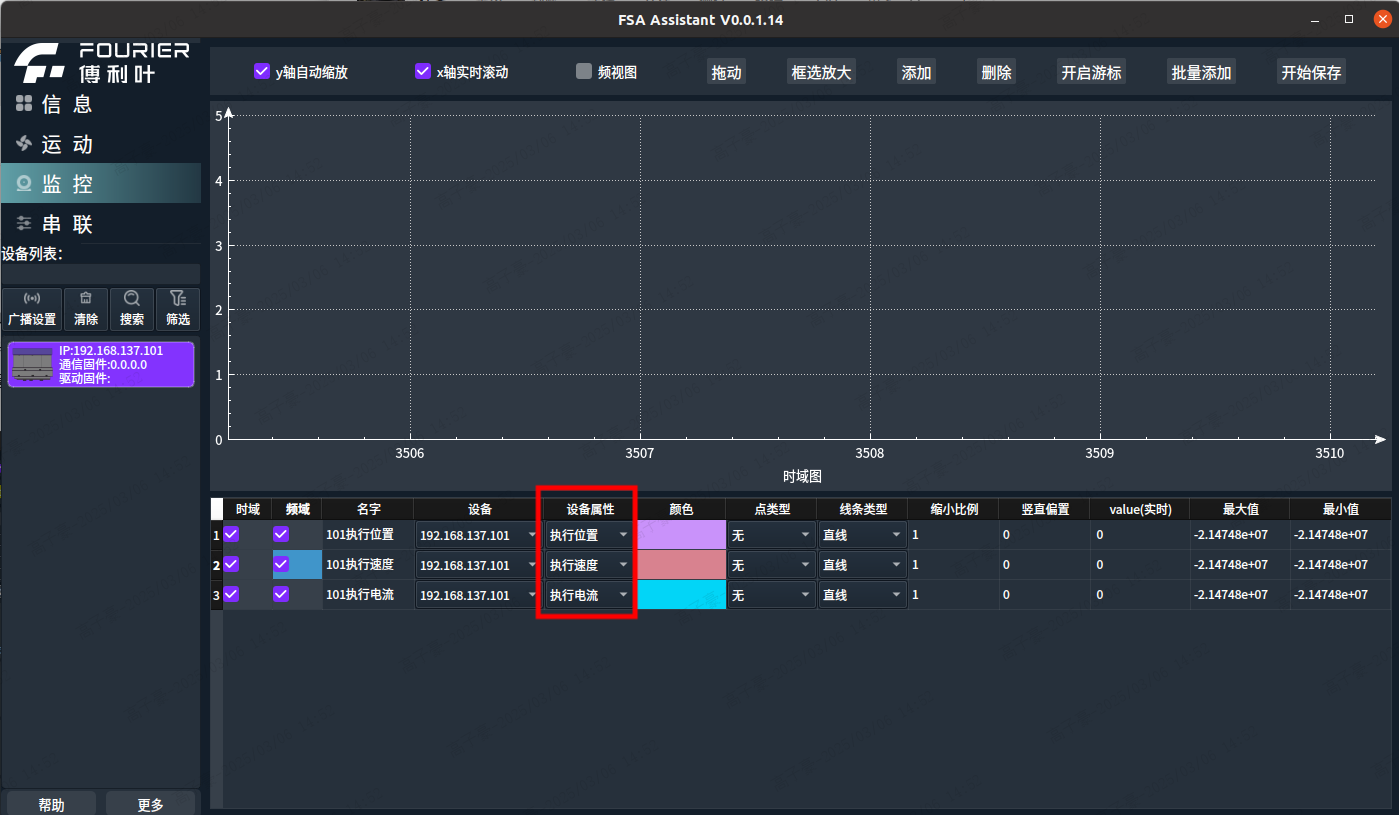 FSA Assistant V0.0.1.14
FOURIER
傅利叶
信 息
运 动
监 控
串 联
设备列表：
广播设置 清除 搜索 筛选
IP:192.168.137.101
通信固件:0.0.0.0
驱动固件:
帮助 更多
y轴自动缩放 x轴实时滚动 频视图 拖动 框选放大 添加 删除 开启游标 批量添加 开始保存
5
4
3
2
1
0
3506 3507 3508 3509 3510
时域图
时域 频域 名字 设备 设备属性 颜色 点类型 线条类型 缩小比例 竖直偏置 value(实时) 最大值 最小值
1 101执行位置 192.168.137.101 执行位置 无 直线 1 0 0 -2.14748e+07 -2.14748e+07
2 101执行速度 192.168.137.101 执行速度 无 直线 1 0 0 -2.14748e+07 -2.14748e+07
3 101执行电流 192.168.137.101 执行电流 无 直线 1 0 0 -2.14748e+07 -2.14748e+07